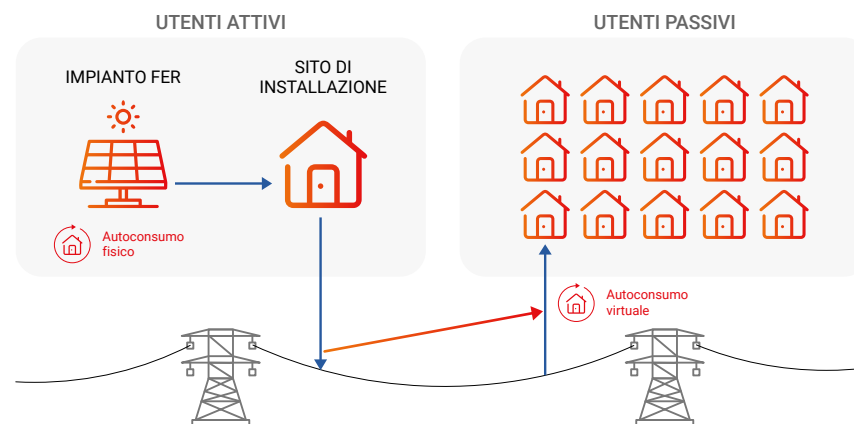 UTENTI ATTIVI
UTENTI PASSIVI
IMPIANTO FER
SITO DI
INSTALLAZIONE
Autoconsumo
fisico
Autoconsumo
virtuale